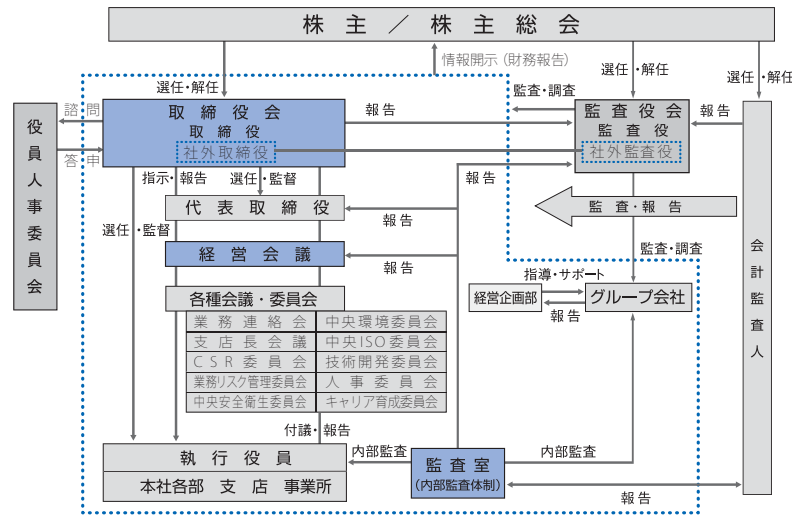 株主／株主総会
情報開示（財務報告）
選任・解任
選任・解任
選任・解任
監査・調査
諮問
答申
役員人事委員会
取締役会
取締役
社外取締役
報告
監査役会
監査役
社外監査役
報告
指示・報告
選任・監督
報告
代表取締役
監査・報告
選任・監督
報告
経営会議
報告
監査・調査
会計監査人
各種会議・委員会
経営企画部
指導・サポート
報告
グループ会社
業務連絡会
中央環境委員会
支店長会議
中央ISO委員会
CSR委員会
技術開発委員会
業務リスク管理委員会
人事委員会
中央安全衛生委員会
キャリア育成委員会
付議・報告
執行役員
本社各部 支店 事業所
内部監査
監査室
（内部監査体制）
内部監査
報告